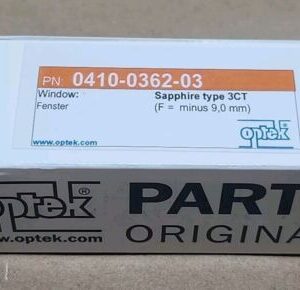 PN 0410-0362-03
Window: Sapphire type 3CT
Fenster (F = minus 9,0 mm)
www.optek.com optek
optek® PART
www.optek.com ORIGINA